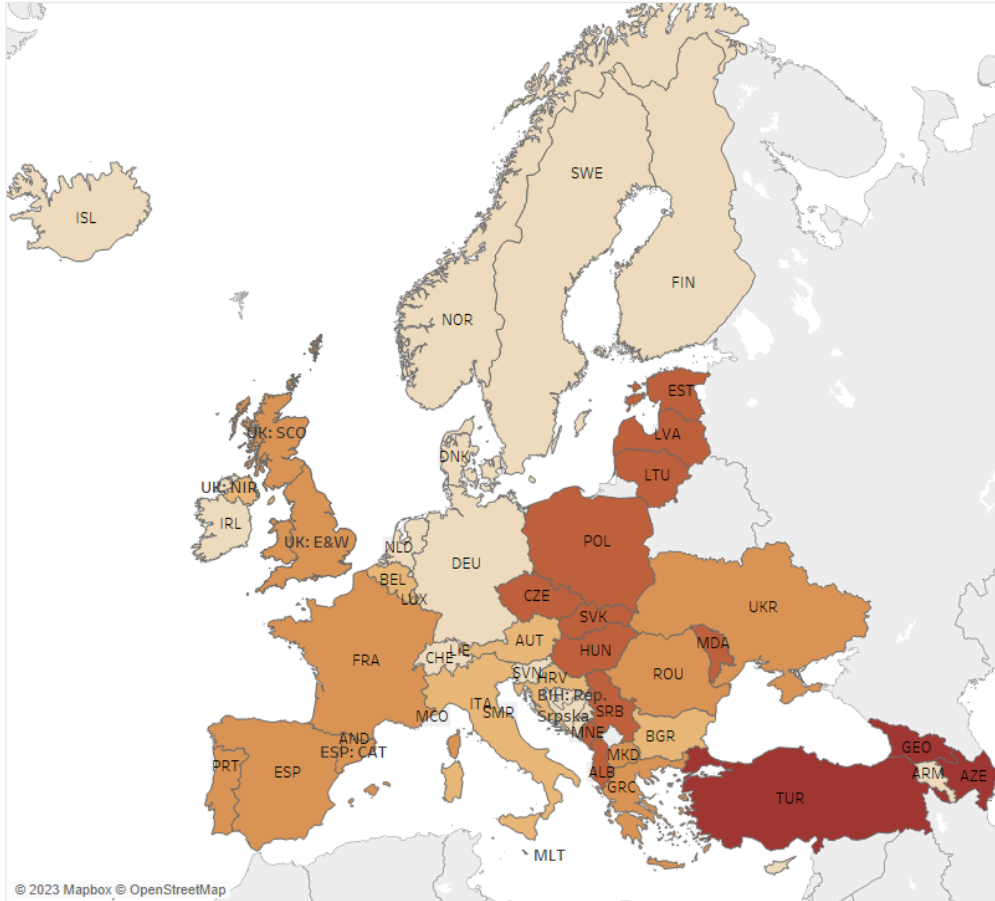 SWE
ISL
FIN
NOR
EST
UK: SCO
LVA
DNK
LTU
UK: NIR
IRL
UK: E&W
POL
NLD
DEU
BEL
CZE
LUX
UKR
SVK
AUT
MDA
LIE
HUN
CHE
FRA
ROU
SVN
HRV
BIH: Rep.
Srpska
ITA
SRB
SMR
MCO
MNE
BGR
AND
ESP: CAT
GEO
MKD
PRT
ESP
ALB
ARM
AZE
GRC
TUR
MLT
© 2023 Mapbox © OpenStreetMap